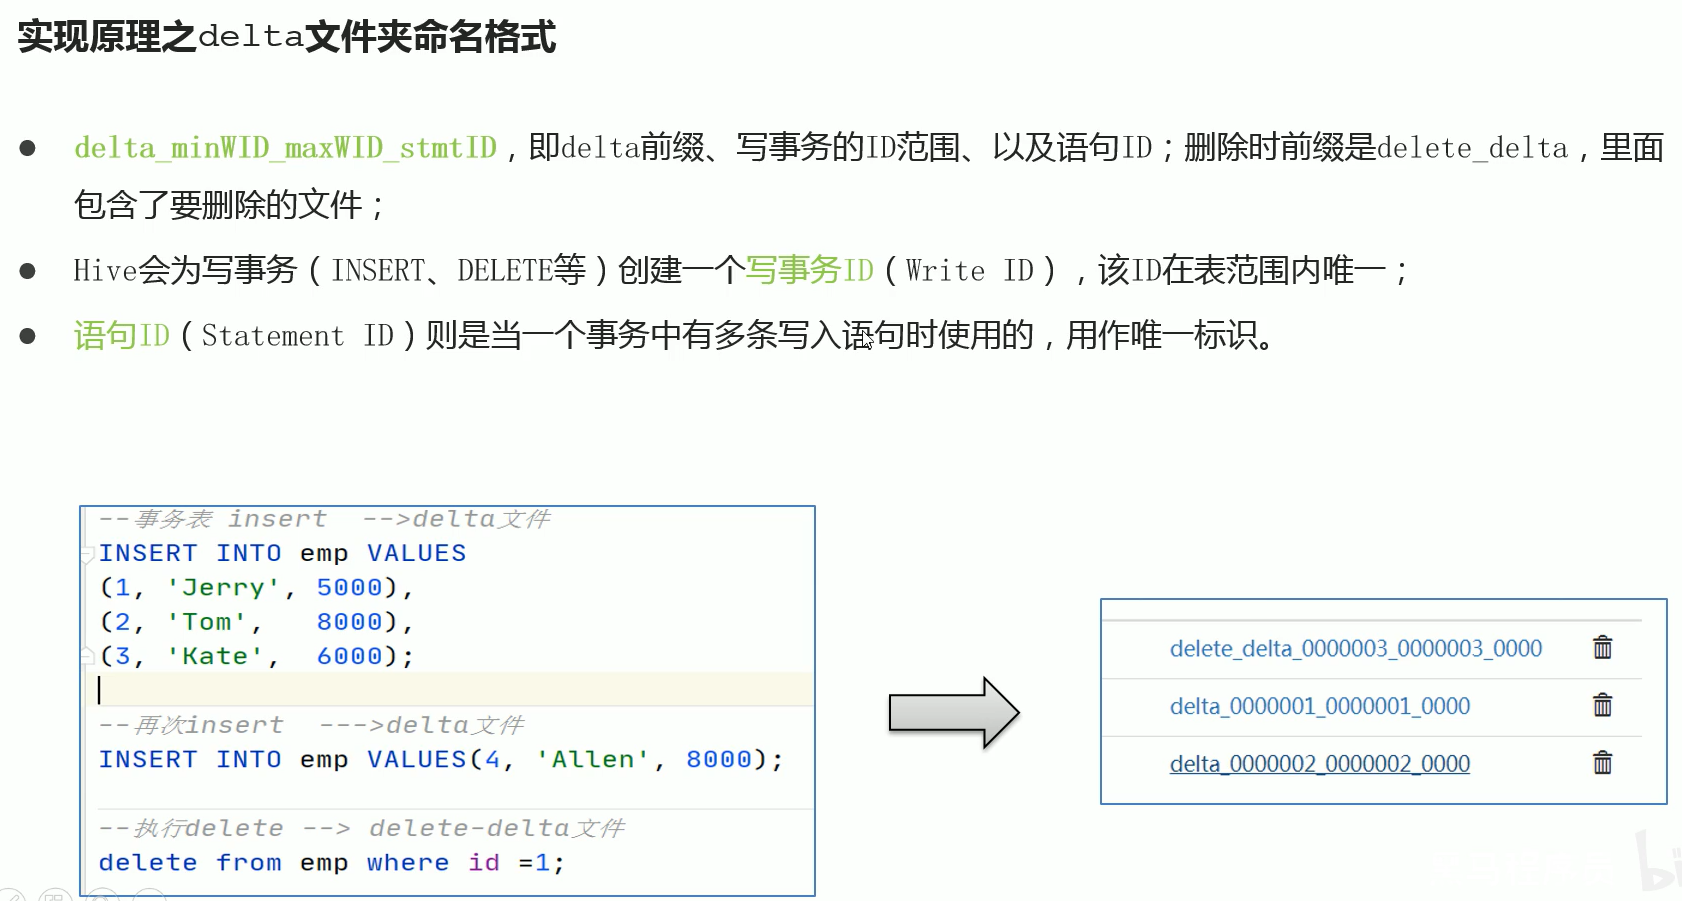 实现原理之delta文件夹命名格式
● delta_minWID_maxWID_stmtID，即delta前缀、写事务的ID范围、以及语句ID；删除时前缀是delete_delta，里面
包含了要删除的文件；
● Hive会为写事务（INSERT、DELETE等）创建一个写事务ID（Write ID），该ID在表范围内唯一；
● 语句ID（Statement ID）则是当一个事务中有多条写入语句时使用的，用作唯一标识。
--事务表 insert  -->delta文件
INSERT INTO emp VALUES
(1, 'Jerry', 5000),
(2, 'Tom',   8000),
(3, 'Kate',  6000);
--再次insert  --->delta文件
INSERT INTO emp VALUES(4, 'Allen', 8000);
--执行delete --> delete-delta文件
delete from emp where id =1;
delete_delta_0000003_0000003_0000
delta_0000001_0000001_0000
delta_0000002_0000002_0000